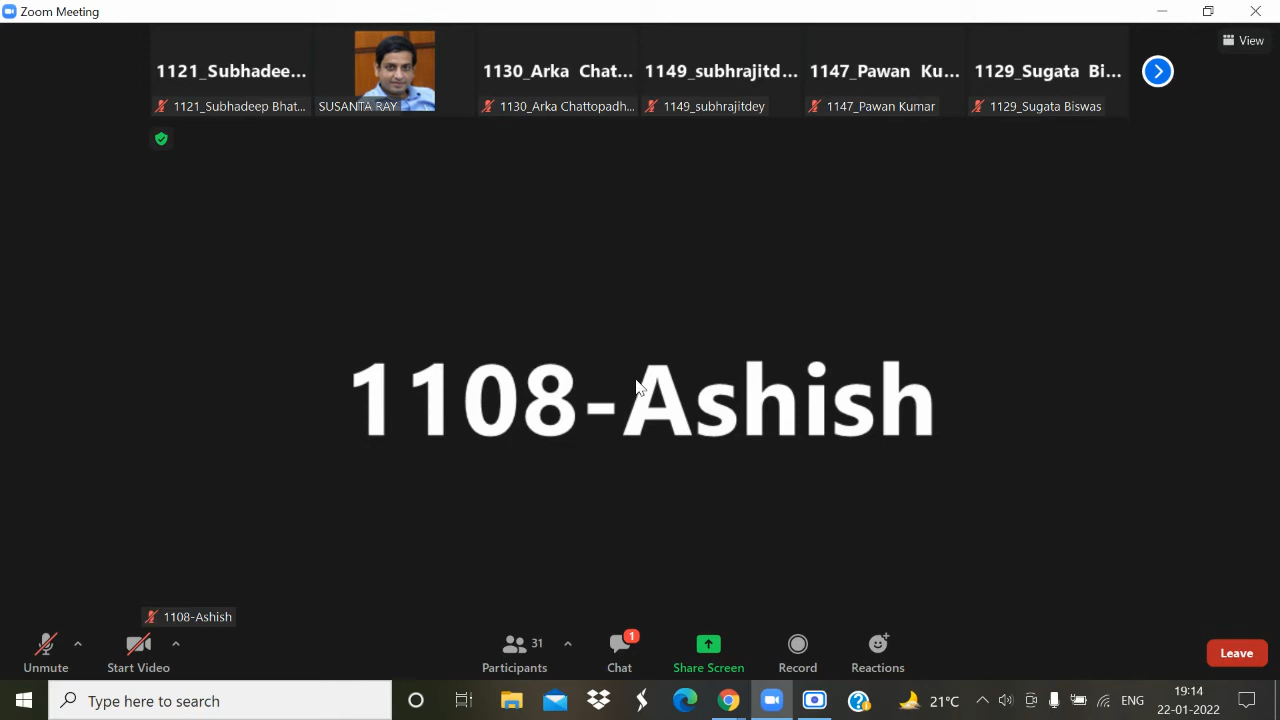 Zoom Meeting
View
1121_Subhadee...
1130_Arka Chat...
1149_subhrajitd...
1147_Pawan Ku...
1129_Sugata Bi...
1121_Subhadeep Bhat...
SUSANTA RAY
1130_Arka Chattopadh...
1149_subhrajitdey
1147_Pawan Kumar
1129_Sugata Biswas
1108-Ashish
1108-Ashish
31
1
Unmute
Start Video
Participants
Chat
Share Screen
Record
Reactions
Leave
Type here to search
21°C
ENG
19:14
22-01-2022